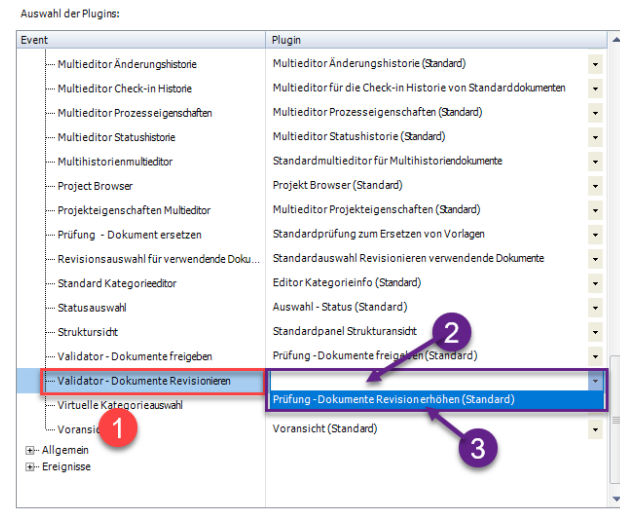 Auswahl der Plugins:
Event Plugin
Multieditor Änderungshistorie Multieditor Änderungshistorie (Standard)
Multieditor Check-in Historie Multieditor für die Check-in Historie von Standarddokumenten
Multieditor Prozesseigenschaften Multieditor Prozesseigenschaften (Standard)
Multieditor Statushistorie Multieditor Statushistorie (Standard)
Multihistorienmultieditor Standardmultieditor für Multihistoriendokumente
Project Browser Projekt Browser (Standard)
Projekteigenschaften Multieditor Multieditor Projekteigenschaften (Standard)
Prüfung - Dokument ersetzen Standardprüfung zum Ersetzen von Vorlagen
Revisionsauswahl für verwendende Doku... Standardauswahl Revisionieren verwendende Dokumente
Standard Kategorieeditor Editor Kategorieinfo (Standard)
Statusauswahl Auswahl - Status (Standard)
Struktursicht Standardpanel Strukturansicht 2
Validator - Dokumente freigeben Prüfung - Dokumente freigeben (Standard)
Validator - Dokumente Revisionieren
Virtuelle Kategorieauswahl Prüfung - Dokumente Revision erhöhen (Standard)
1 Voransicht (Standard)
3
Allgemein
Ereignisse